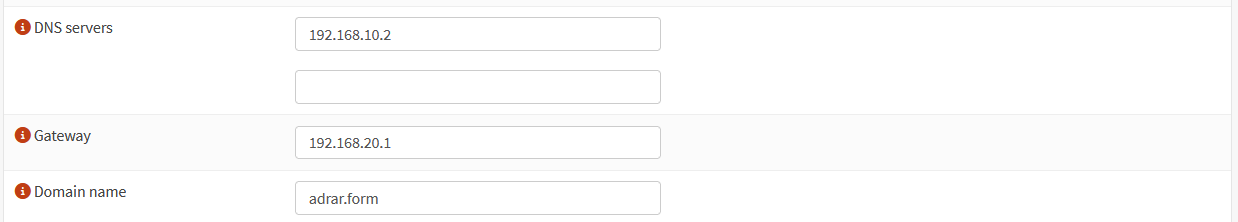 DNS servers
192.168.10.2
Gateway
192.168.20.1
Domain name
adrar.form